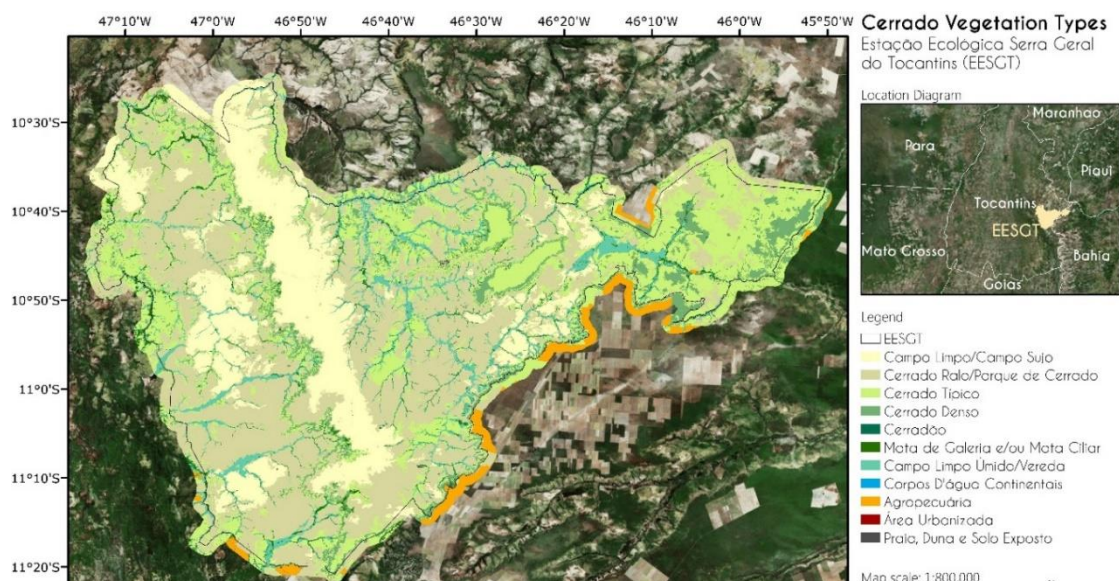 47°10'W 47°0'W 46°50'W 46°40'W 46°30'W 46°20'W 46°10'W 46°0'W 45°50'W
Cerrado Vegetation Types
Estação Ecológica Serra Geral
do Tocantins (EESGT)
Location Diagram
Maranhao
Para
Piaui
Tocantins
EESGT
Mato Grosso
Bahia
Goias
10°30'S
10°40'S
10°50'S
11°0'S
11°10'S
11°20'S
Legend
EESGT
Campo Limpo/Campo Sujo
Cerrado Ralo/Parque de Cerrado
Cerrado Típico
Cerrado Denso
Cerradão
Mata de Galeria e/ou Mata Ciliar
Campo Limpo Úmido/Vereda
Corpos D'água Continentais
Agropecuária
Área Urbanizada
Praia, Duna e Solo Exposto
Map scale: 1:800,000